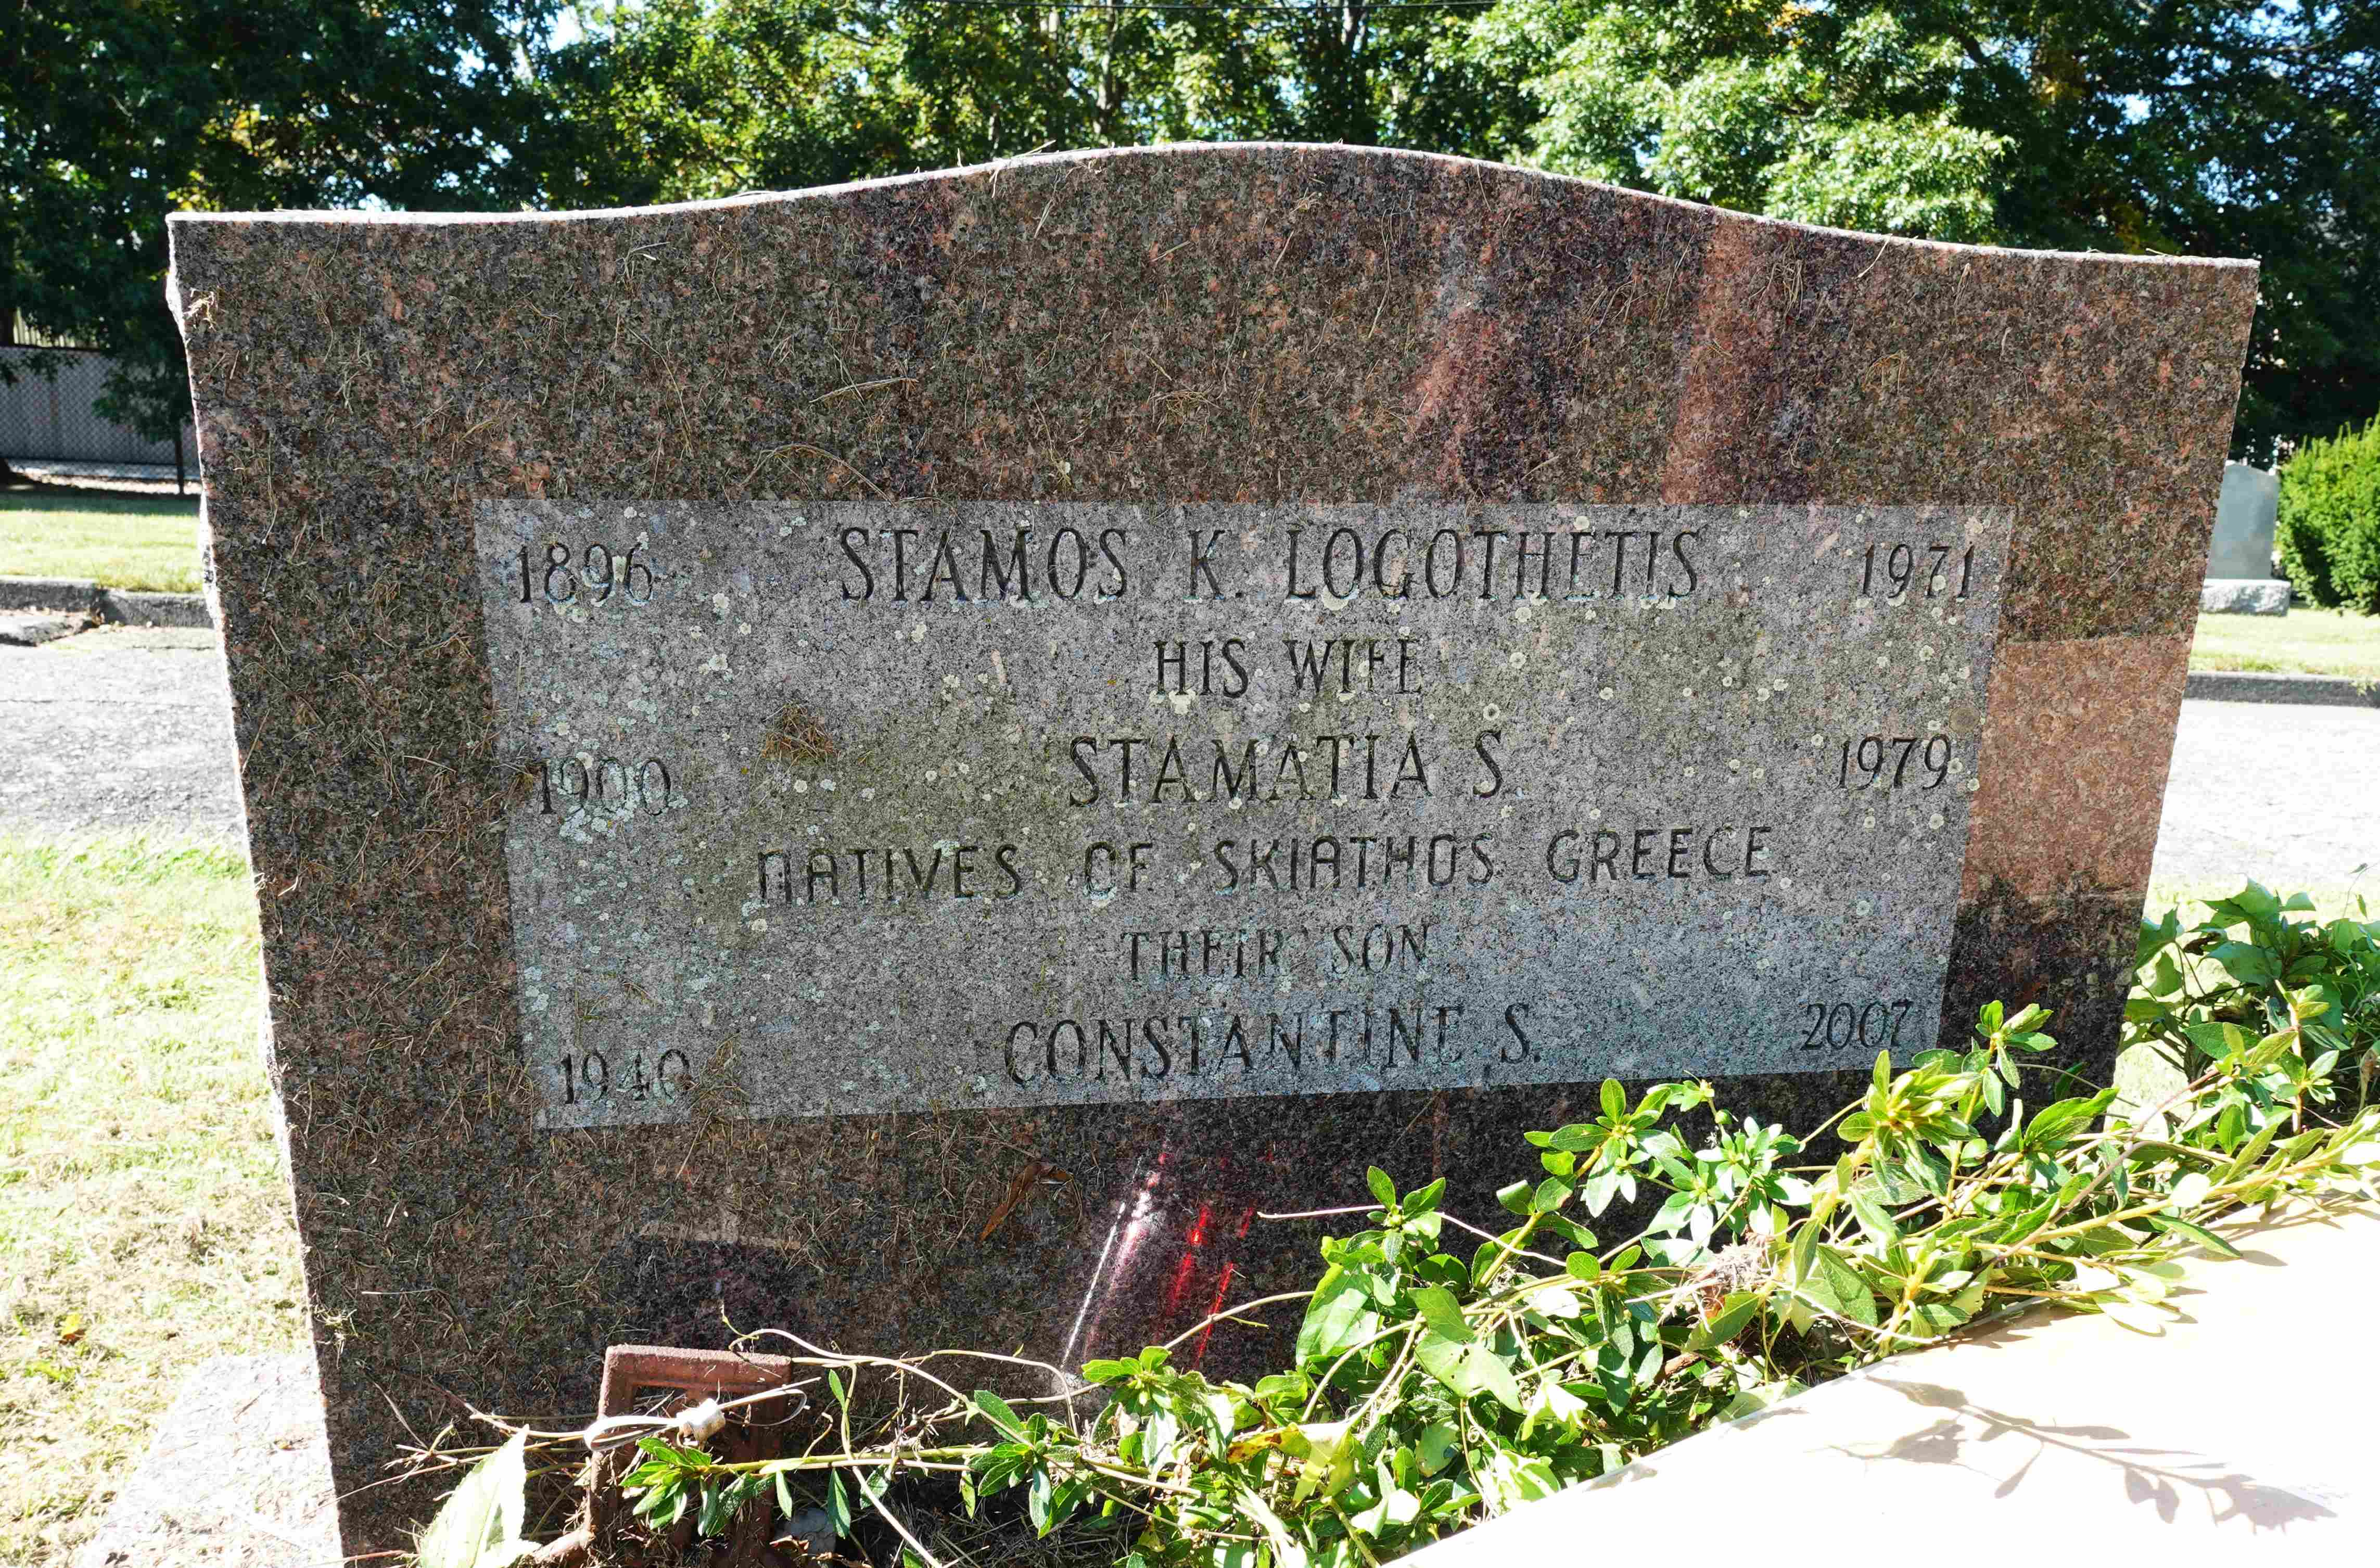 1896 STAMOS K. LOGOTHETIS 1971
HIS WIFE
1900 STAMATIA S. 1979
NATIVES OF SKIATHOS GREECE
THEIR SON
1940 CONSTANTINE S. 2007